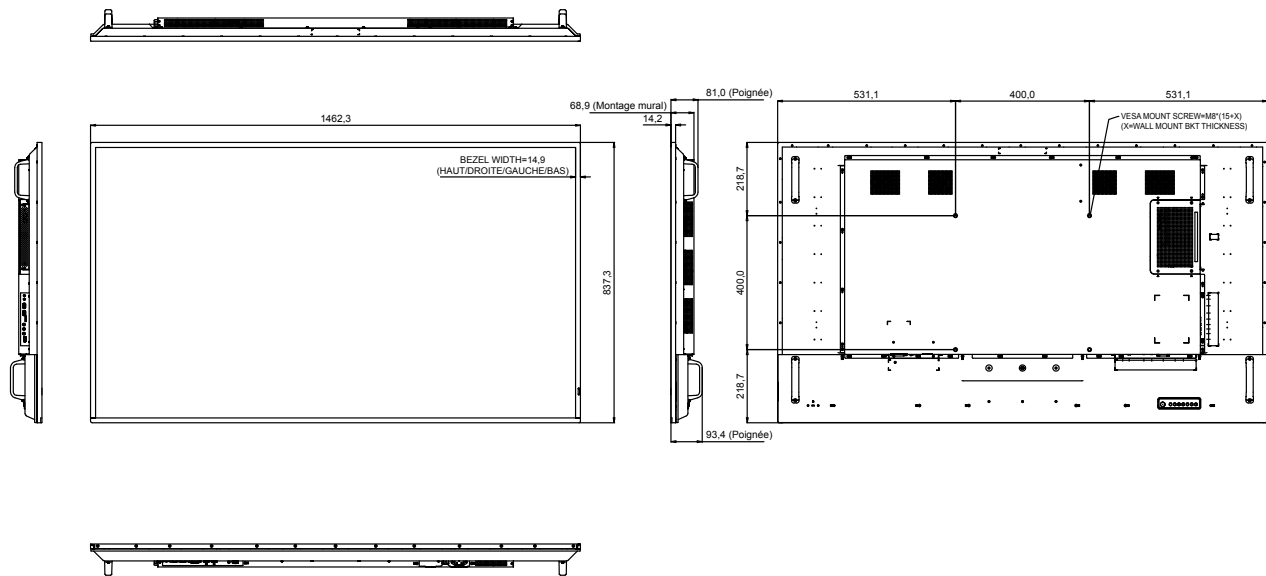 81,0 (Poignée)
68,9 (Montage mural)
14,2
531,1
400,0
531,1
1462,3
VESA MOUNT SCREW=M8*(15+X)
(X=WALL MOUNT BKT THICKNESS)
BEZEL WIDTH=14,9
(HAUT/DROITE/GAUCHE/BAS)
218,7
837,3
400,0
218,7
93,4 (Poignée)